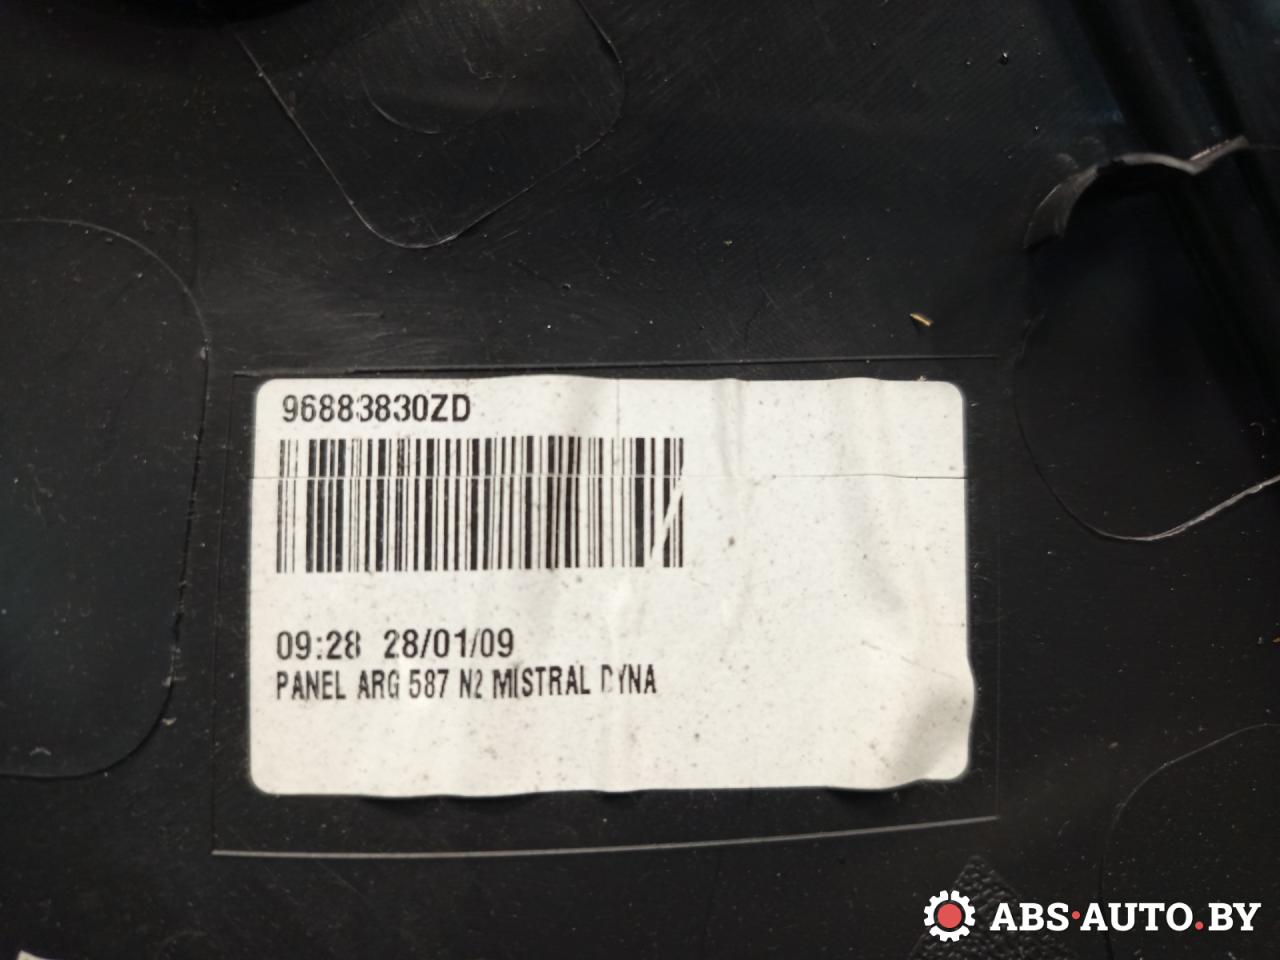 96883830ZD
09:28 28/01/09
PANEL ARG 587 N2 MISTRAL DYNA
ABS·AUTO.BY